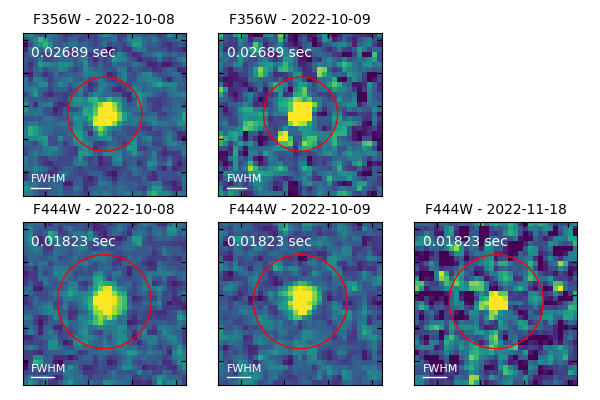 F356W - 2022-10-08
0.02689 sec
FWHM
F356W - 2022-10-09
0.02689 sec
FWHM
F444W - 2022-10-08
0.01823 sec
FWHM
F444W - 2022-10-09
0.01823 sec
FWHM
F444W - 2022-11-18
0.01823 sec
FWHM